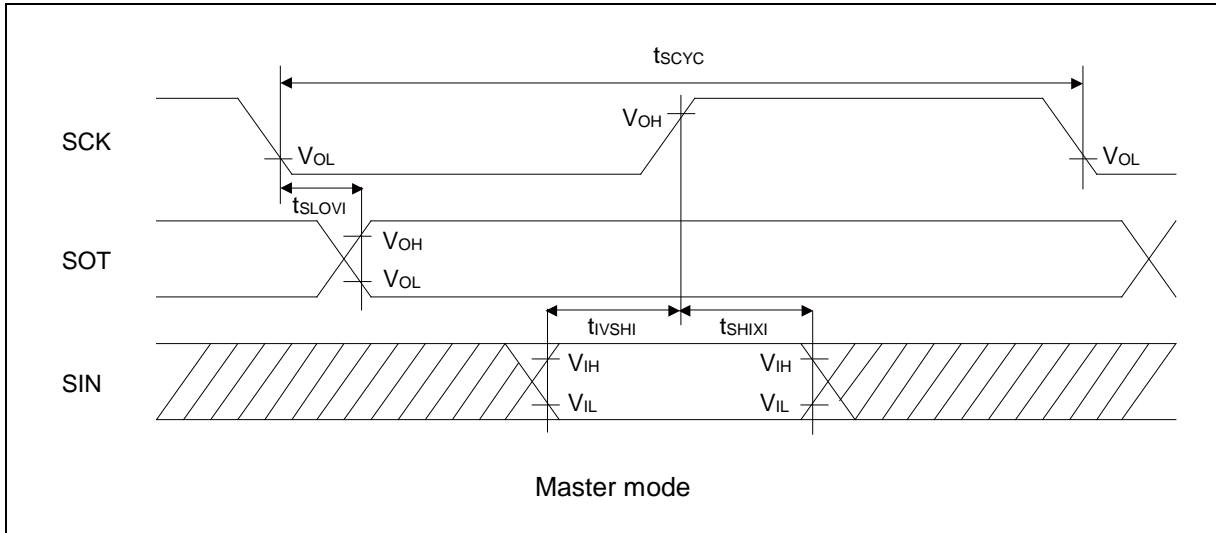 tSCYC
SCK
VOH
VOL
VOL
tSLOVI
SOT
VOH
VOL
tIVSHI
tSHIXI
SIN
VIH
VIH
VIL
VIL
Master mode